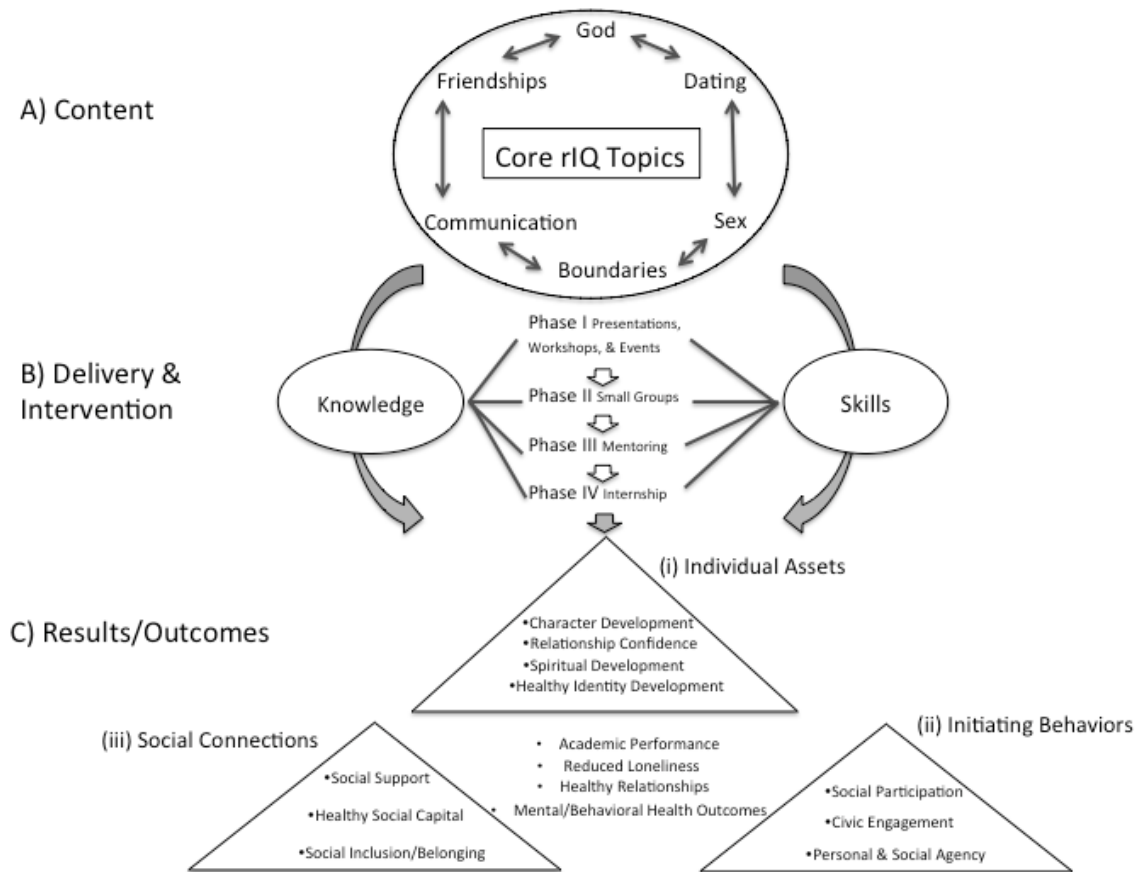 God
Friendships
Dating
A) Content
Core rIQ Topics
Communication
Sex
Boundaries
Phase I Presentations,
Workshops, & Events
B) Delivery &
Intervention
Knowledge
Phase II Small Groups
Skills
Phase III Mentoring
Phase IV Internship
(i) Individual Assets
C) Results/Outcomes
•Character Development
•Relationship Confidence
•Spiritual Development
•Healthy Identity Development
(iii) Social Connections
(ii) Initiating Behaviors
• Academic Performance
• Reduced Loneliness
• Healthy Relationships
• Mental/Behavioral Health Outcomes
•Social Support
•Healthy Social Capital
•Social Inclusion/Belonging
•Social Participation
•Civic Engagement
•Personal & Social Agency